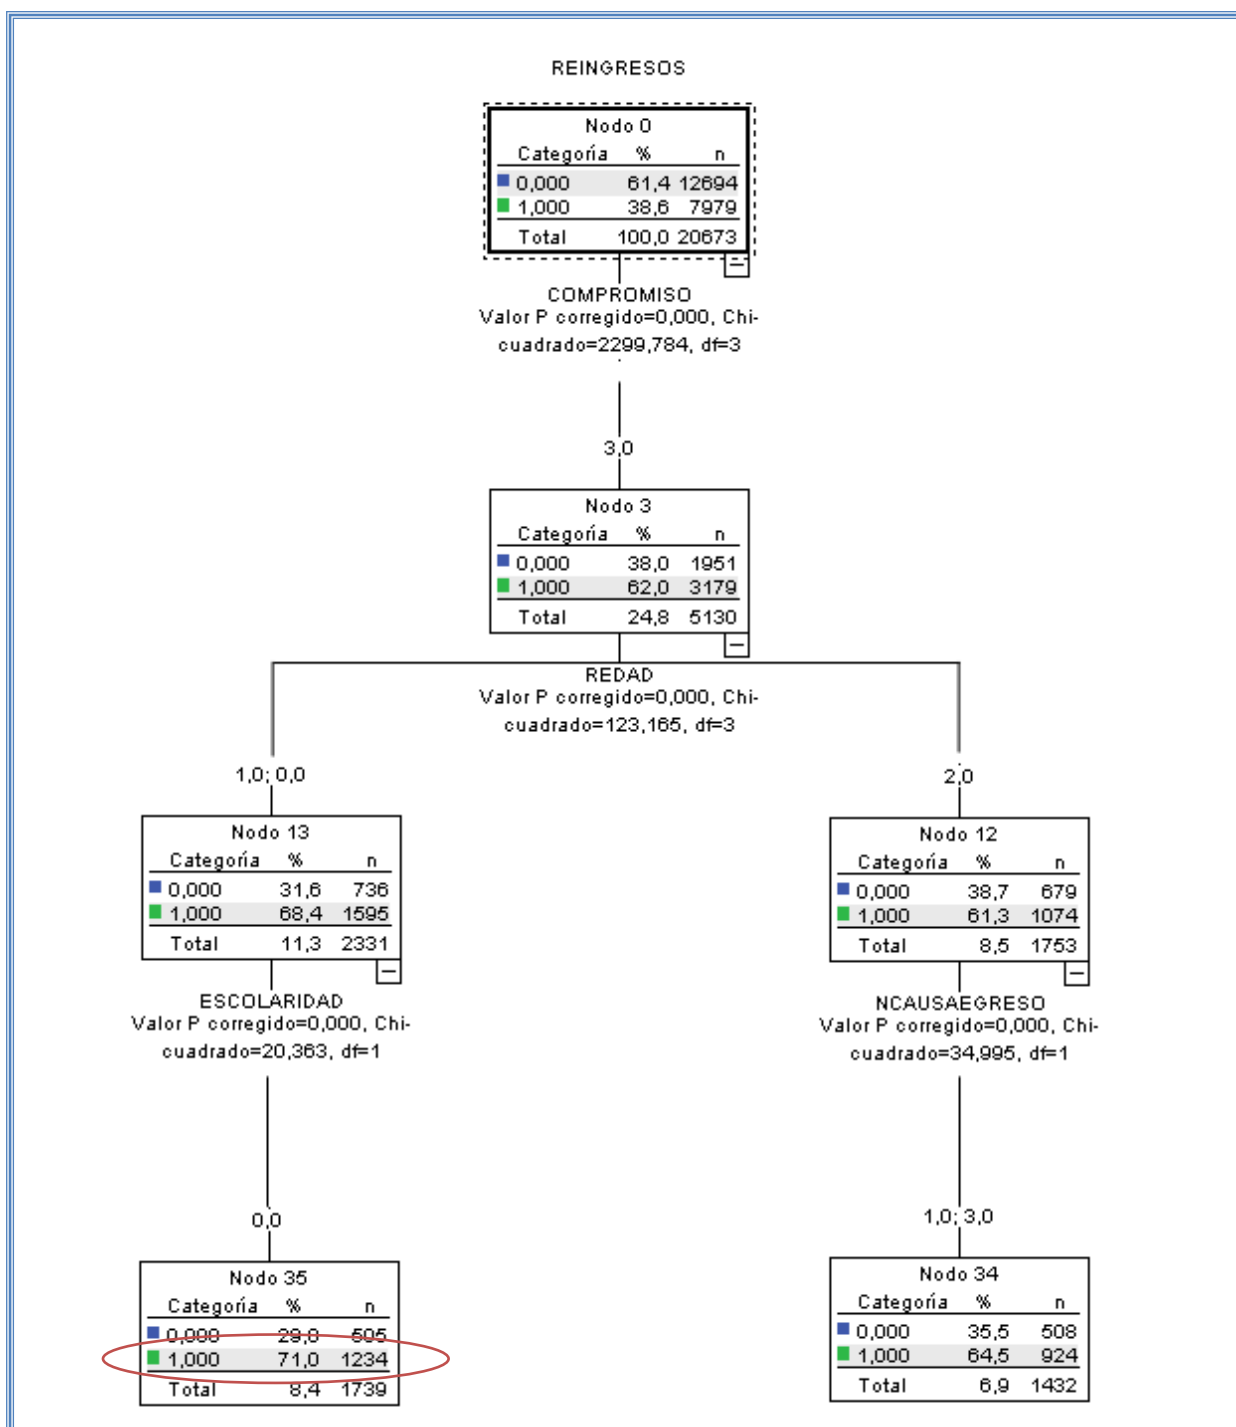 REINGRESOS
Nodo 0
Categoría % n
0,000 61,4 12694
1,000 38,6 7979
Total 100,0 20673
COMPROMISO
Valor P corregido=0,000, Chi-
cuadrado=2299,784, df=3
3,0
Nodo 3
Categoría % n
0,000 38,0 1951
1,000 62,0 3179
Total 24,8 5130
REDAD
Valor P corregido=0,000, Chi-
cuadrado=123,165, df=3
1,0; 0,0
Nodo 13
Categoría % n
0,000 31,6 736
1,000 68,4 1595
Total 11,3 2331
ESCOLARIDAD
Valor P corregido=0,000, Chi-
cuadrado=20,363, df=1
0,0
Nodo 35
Categoría % n
0,000 29,0 505
1,000 71,0 1234
Total 8,4 1739
2,0
Nodo 12
Categoría % n
0,000 38,7 679
1,000 61,3 1074
Total 8,5 1753
NCAUSAEGRESO
Valor P corregido=0,000, Chi-
cuadrado=34,995, df=1
1,0; 3,0
Nodo 34
Categoría % n
0,000 35,5 508
1,000 64,5 924
Total 6,9 1432